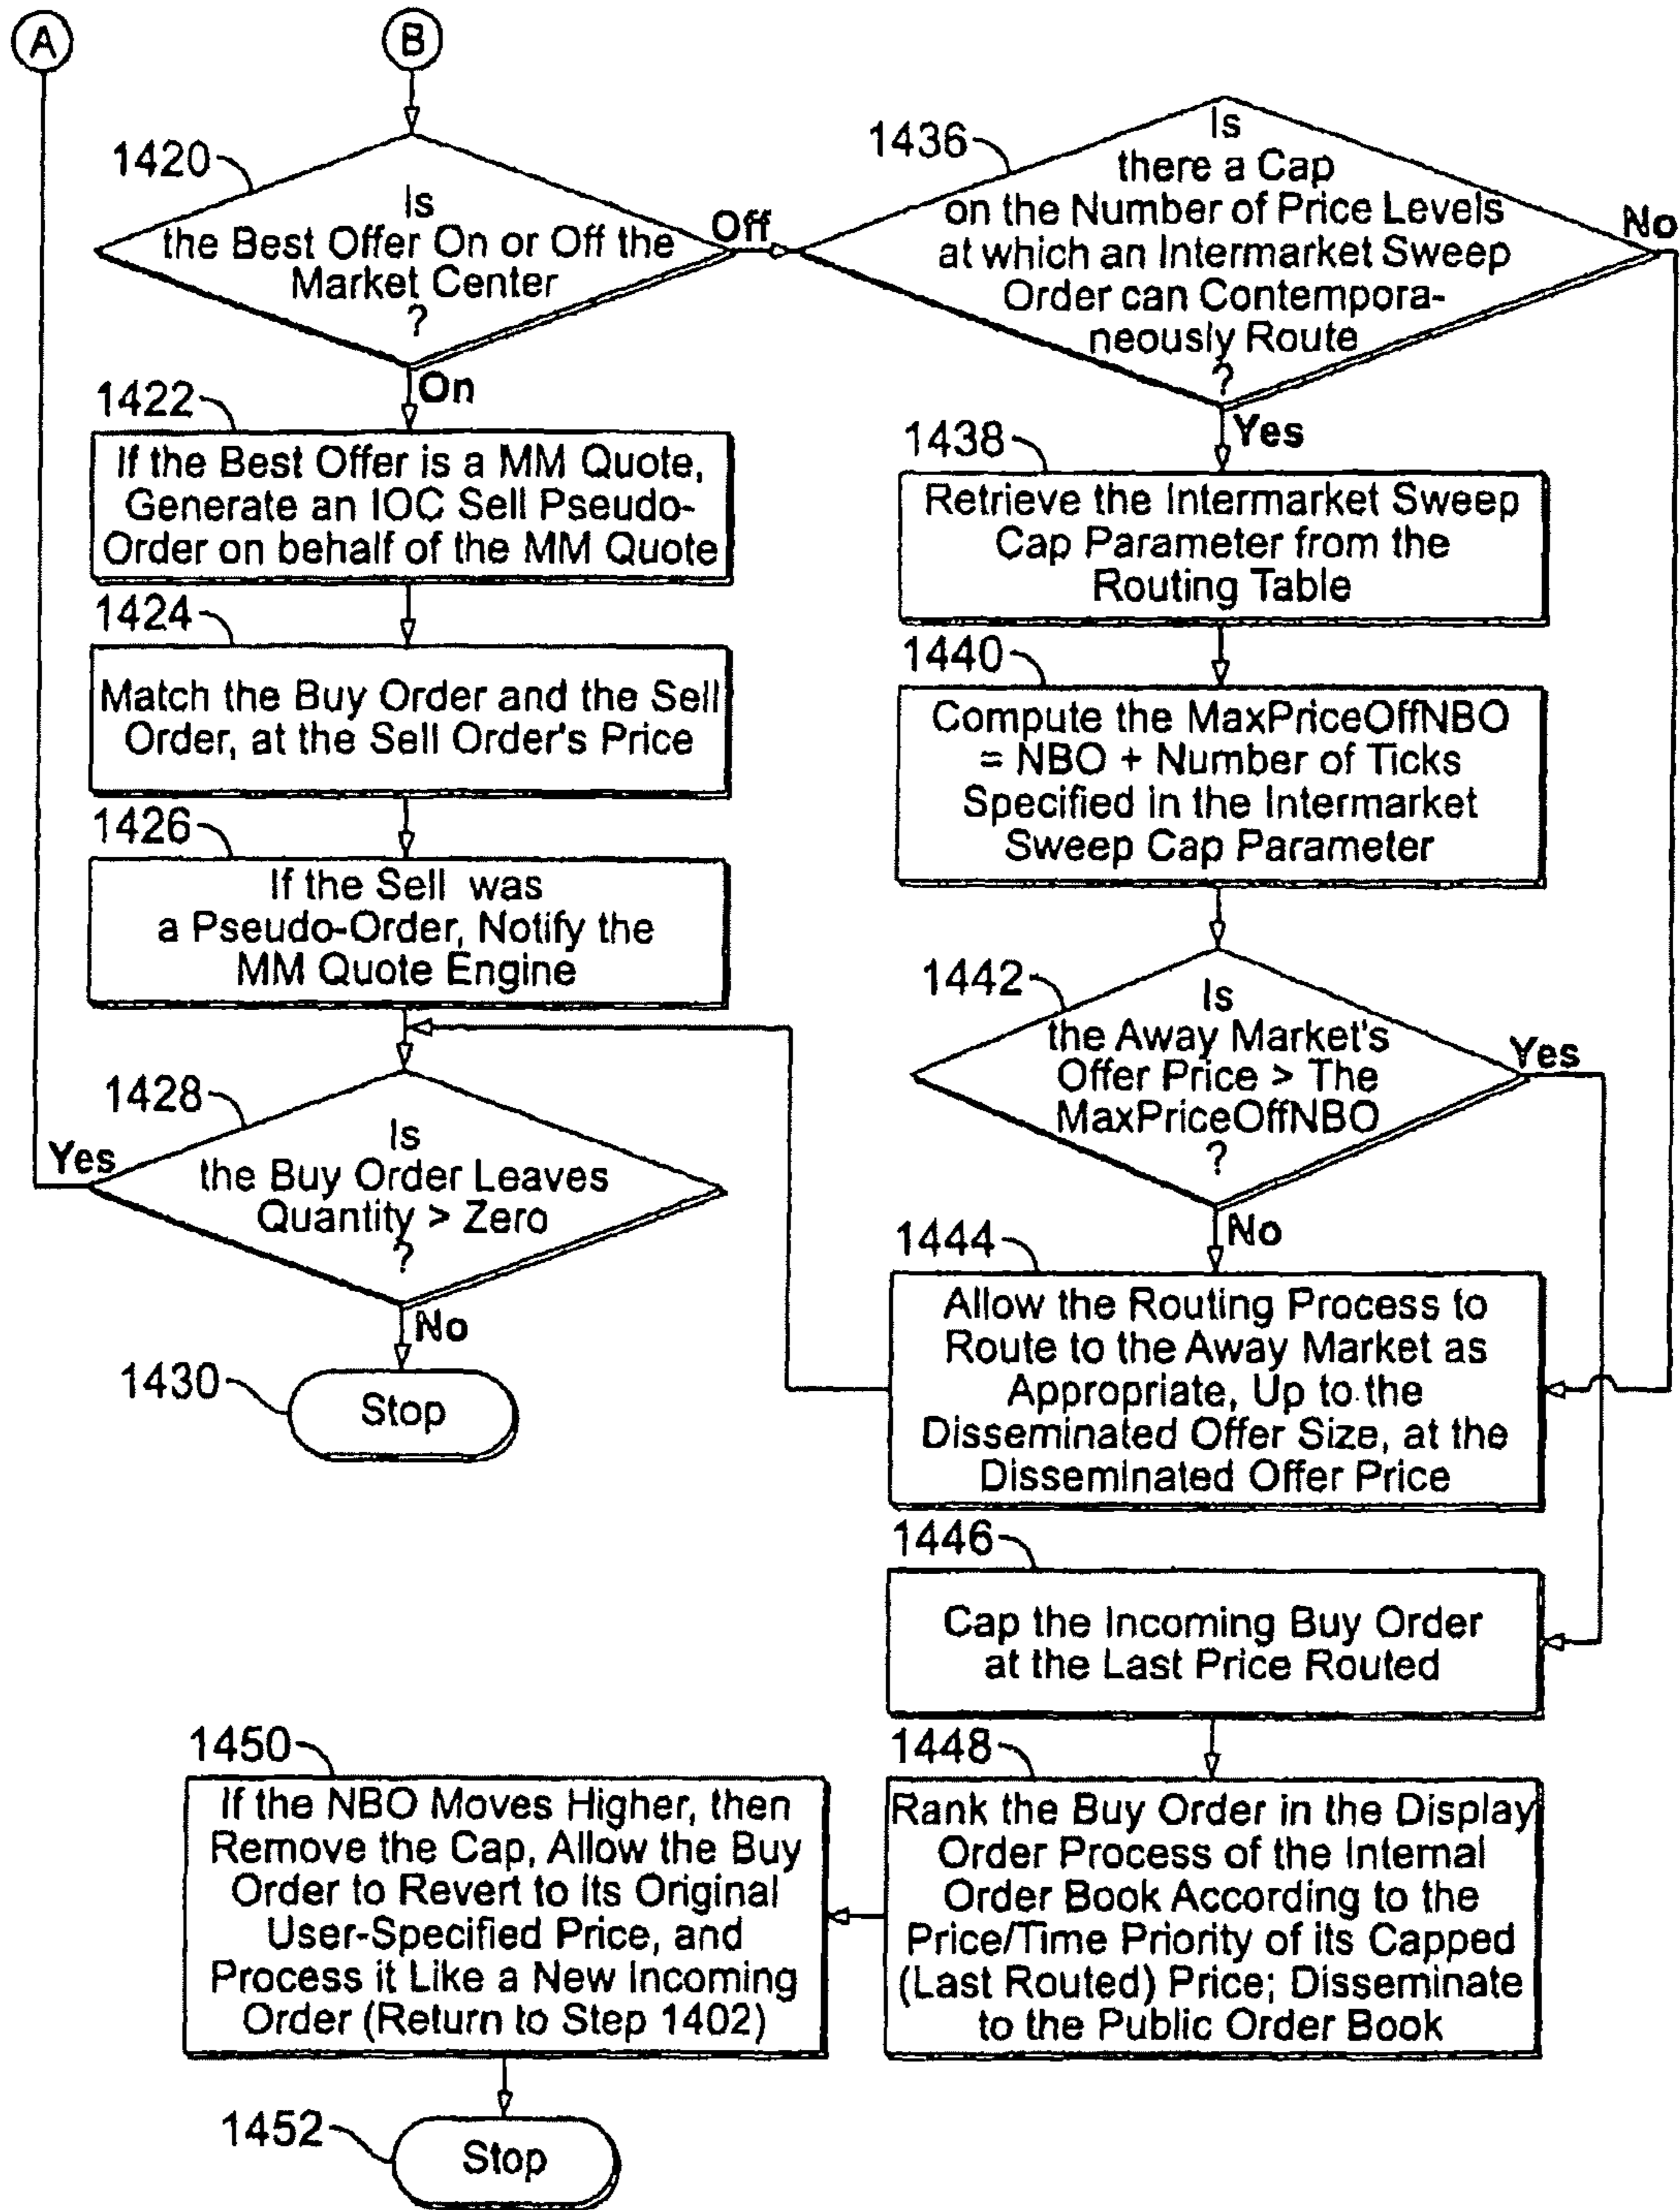 A
B
1420
Is
the Best Offer On or Off the
Market Center
?
Off
On
1422
If the Best Offer is a MM Quote,
Generate an IOC Sell Pseudo-
Order on behalf of the MM Quote
1424
Match the Buy Order and the Sell
Order, at the Sell Order's Price
1426
If the Sell was
a Pseudo-Order, Notify the
MM Quote Engine
1428
Is
the Buy Order Leaves
Quantity > Zero
?
Yes
No
1430
Stop
1436
Is
there a Cap
on the Number of Price Levels
at which an Intermarket Sweep
Order can Contempora-
neously Route
?
No
Yes
1438
Retrieve the Intermarket Sweep
Cap Parameter from the
Routing Table
1440
Compute the MaxPriceOffNBO
= NBO + Number of Ticks
Specified in the Intermarket
Sweep Cap Parameter
1442
Is
the Away Market's
Offer Price > The
MaxPriceOffNBO
?
Yes
No
1444
Allow the Routing Process to
Route to the Away Market as
Appropriate, Up to the
Disseminated Offer Size, at the
Disseminated Offer Price
1446
Cap the Incoming Buy Order
at the Last Price Routed
1448
Rank the Buy Order in the Display
Order Process of the Internal
Order Book According to the
Price/Time Priority of its Capped
(Last Routed) Price; Disseminate
to the Public Order Book
1450
If the NBO Moves Higher, then
Remove the Cap, Allow the Buy
Order to Revert to its Original
User-Specified Price, and
Process it Like a New Incoming
Order (Return to Step 1402)
1452
Stop